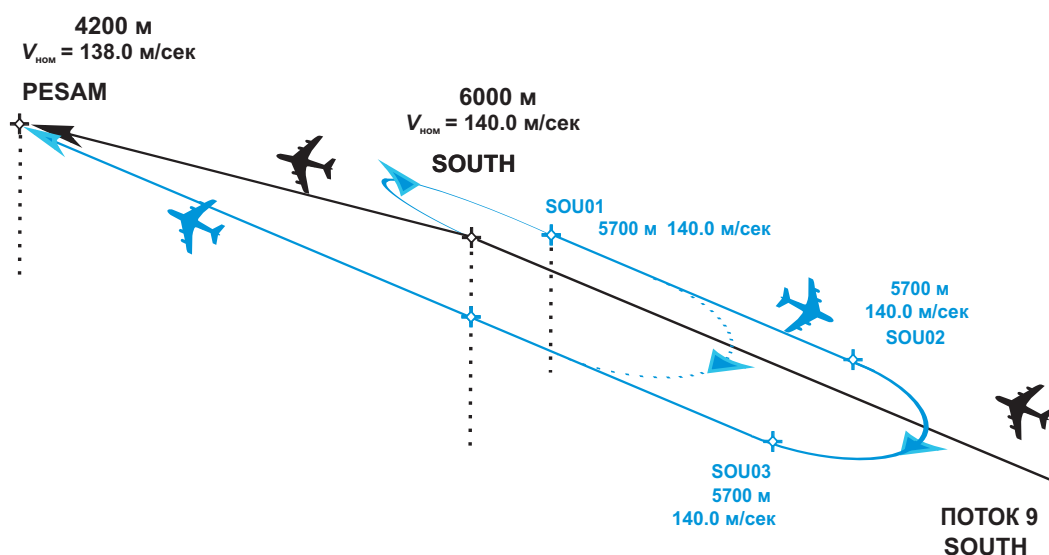 4200 м
Vном = 138.0 м/сек
PESAM
6000 м
Vном = 140.0 м/сек
SOUTH
SOU01
5700 м 140.0 м/сек
5700 м
140.0 м/сек
SOU02
SOU03
5700 м
140.0 м/сек
ПОТОК 9
SOUTH